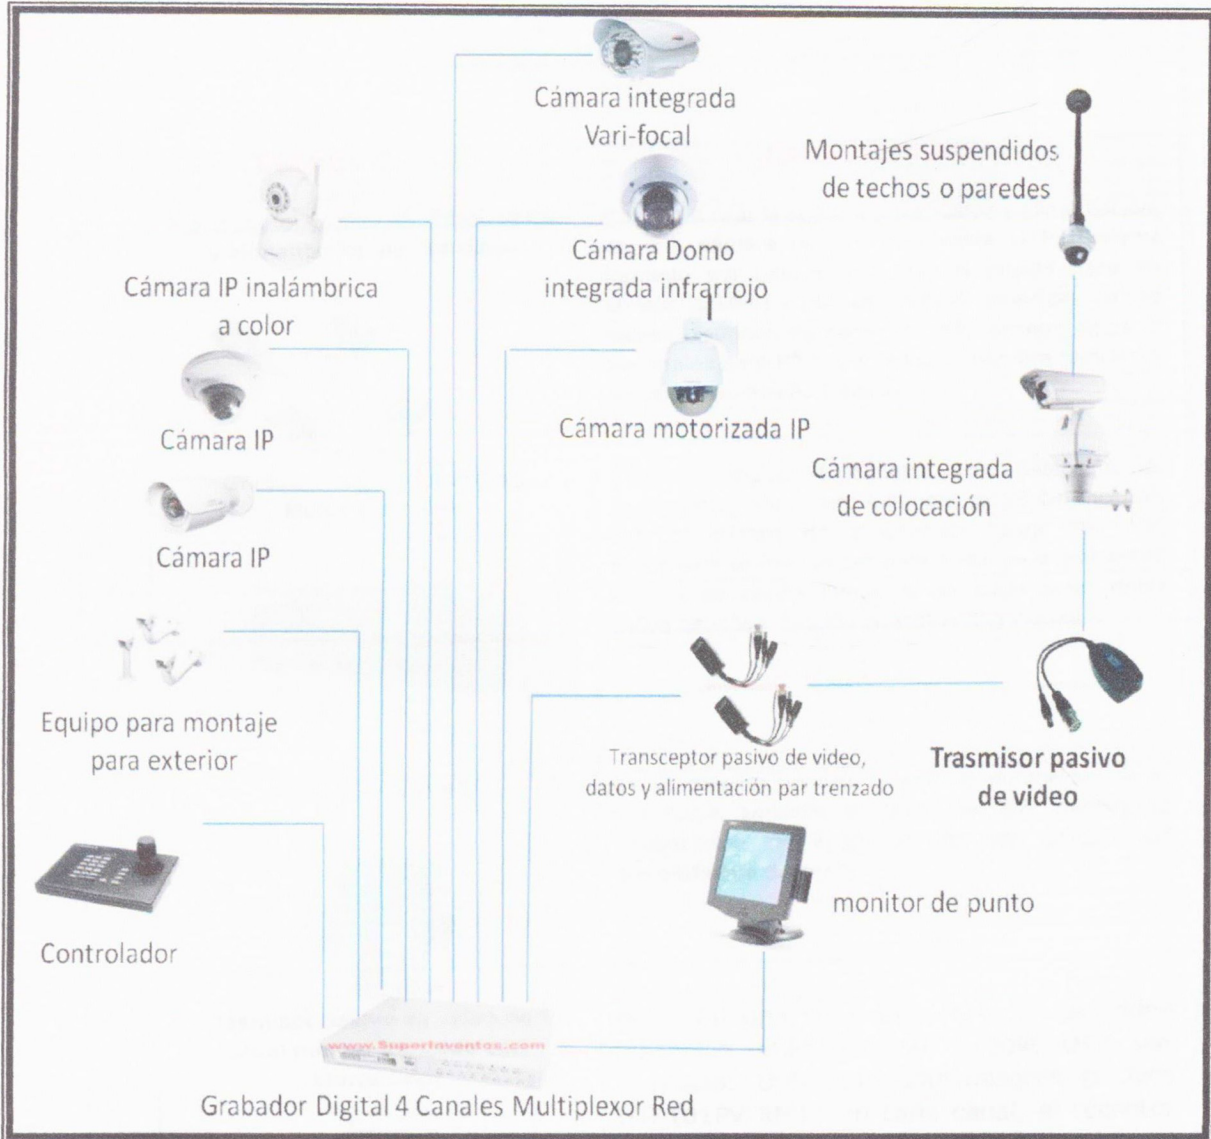 Cámara integrada
Vari-focal
Montajes suspendidos
de techos o paredes
Cámara Domo
integrada infrarrojo
Cámara IP inalámbrica
a color
Cámara IP
Cámara motorizada IP
Cámara integrada
de colocación
Cámara IP
Equipo para montaje
para exterior
Transceptor pasivo de video,
datos y alimentación par trenzado
Trasmisor pasivo
de video
monitor de punto
Controlador
www.SuperInventos.com
Grabador Digital 4 Canales Multiplexor Red